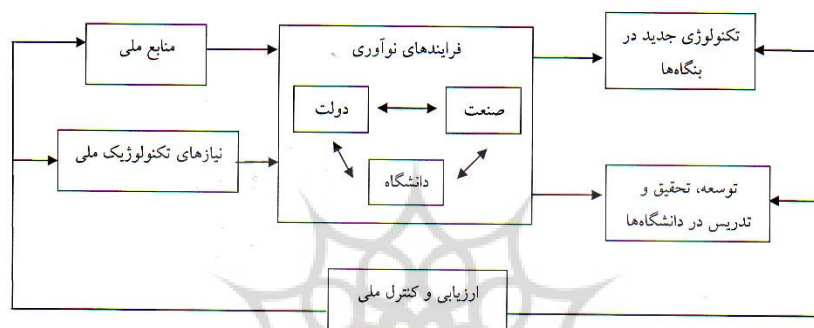 تکنولوژی جدید در
بنگاه‌ها
فرایندهای نوآوری
منابع ملی
صنعت
دولت
نیازهای تکنولوژیک ملی
دانشگاه
توسعه، تحقیق و
تدریس در دانشگاه‌ها
ارزیابی و کنترل ملی